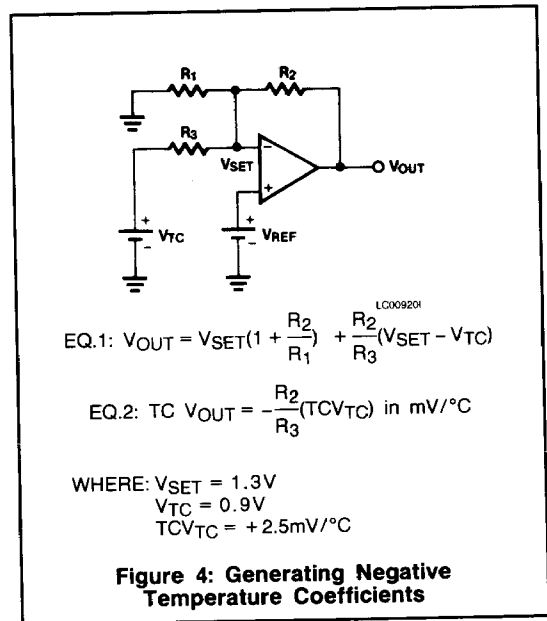 R1
R2
R3
VSET
−
+
VOUT
+
−
VTC
+
−
VREF
LC00920I
EQ.1: VOUT = VSET(1 + R2/R1) + R2/R3(VSET − VTC)
EQ.2: TC VOUT = −R2/R3(TCVTC) in mV/°C
WHERE: VSET = 1.3V
VTC = 0.9V
TCVTC = +2.5mV/°C
Figure 4: Generating Negative
Temperature Coefficients